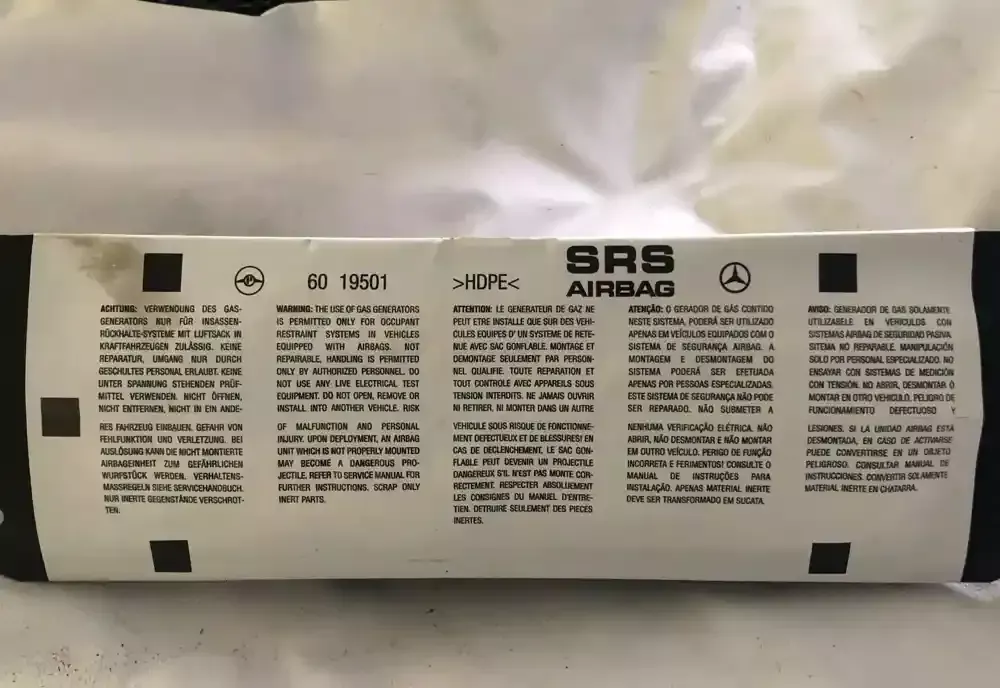 60 19501
>HDPE<
SRS
AIRBAG
ACHTUNG: VERWENDUNG DES GAS-
GENERATORS NUR FÜR INSASSEN-
RÜCKHALTE-SYSTEME MIT LUFTSACK IN
KRAFTFAHRZEUGEN ZULÄSSIG. KEINE
REPARATUR, UMGANG NUR DURCH
GESCHULTES PERSONAL ERLAUBT. KEINE
UNTER SPANNUNG STEHENDEN PRÜF-
MITTEL VERWENDEN. NICHT ÖFFNEN,
NICHT ENTFERNEN, NICHT IN EIN ANDE-
RES FAHRZEUG EINBAUEN. GEFAHR VON
FEHLFUNKTION UND VERLETZUNG. BEI
AUSLÖSUNG KANN DIE NICHT MONTIERTE
AIRBAGEINHEIT ZUM GEFÄHRLICHEN
WURFSTÜCK WERDEN. VERHALTENS-
MASSREGELN SIEHE SERVICEHANDBUCH.
NUR INERTE GEGENSTÄNDE VERSCHROT-
TEN.
WARNING: THE USE OF GAS GENERATORS
IS PERMITTED ONLY FOR OCCUPANT
RESTRAINT SYSTEMS IN VEHICLES
EQUIPPED WITH AIRBAGS. NOT
REPAIRABLE, HANDLING IS PERMITTED
ONLY BY AUTHORIZED PERSONNEL. DO
NOT USE ANY LIVE ELECTRICAL TEST
EQUIPMENT. DO NOT OPEN, REMOVE OR
INSTALL INTO ANOTHER VEHICLE. RISK
OF MALFUNCTION AND PERSONAL
INJURY. UPON DEPLOYMENT, AN AIRBAG
UNIT WHICH IS NOT PROPERLY MOUNTED
MAY BECOME A DANGEROUS PRO-
JECTILE. REFER TO SERVICE MANUAL FOR
FURTHER INSTRUCTIONS. SCRAP ONLY
INERT PARTS.
ATTENTION: LE GENERATEUR DE GAZ NE
PEUT ETRE INSTALLE QUE SUR DES VEHI-
CULES EQUIPES D' UN SYSTEME DE RETE-
NUE AVEC SAC GONFLABLE. MONTAGE ET
DEMONTAGE SEULEMENT PAR PERSON-
NEL QUALIFIE. TOUTE REPARATION ET
TOUT CONTROLE AVEC APPAREILS SOUS
TENSION INTERDITS. NE JAMAIS OUVRIR
NI RETIRER, NI MONTER DANS UN AUTRE
VEHICULE SOUS RISQUE DE FONCTIONNE-
MENT DEFECTUEUX ET DE BLESSURES! EN
CAS DE DECLENCHEMENT, LE SAC GON-
FLABLE PEUT DEVENIR UN PROJECTILE
DANGEREUX S'IL N'EST PAS MONTE COR-
RECTEMENT. RESPECTER ABSOLUEMENT
LES CONSIGNES DU MANUEL D'ENTRE-
TIEN. DETRUIRE SEULEMENT DES PIECES
INERTES.
ATENÇÃO: O GERADOR DE GÁS CONTIDO
NESTE SISTEMA, PODERÁ SER UTILIZADO
APENAS EM VEÍCULOS EQUIPADOS COM O
SISTEMA DE SEGURANÇA AIRBAG. A
MONTAGEM E DESMONTAGEM DO
SISTEMA PODERÁ SER EFETUADA
APENAS POR PESSOAS ESPECIALIZADAS.
ESTE SISTEMA DE SEGURANÇA NÃO PODE
SER REPARADO. NÃO SUBMETER A
NENHUMA VERIFICAÇÃO ELÉTRICA. NÃO
ABRIR, NÃO DESMONTAR E NÃO MONTAR
EM OUTRO VEÍCULO. PERIGO DE FUNÇÃO
INCORRETA E FERIMENTOS! CONSULTE O
MANUAL DE INSTRUÇÕES PARA
INSTALAÇÃO. APENAS MATERIAL INERTE
DEVE SER TRANSFORMADO EM SUCATA.
AVISO: GENERADOR DE GAS SOLAMENTE
UTILIZABELE EN VERICULOS CON
SISTEMAS AIRBAG DE SEGURIDAD PASIVA.
SITEMA NO REPARABLE. MANIPULACIÓN
SOLO POR PERSONAL ESPECIALIZADO. NO
ENSAYAR CON SISTEMAS DE MEDICIÓN
CON TENSIÓN. NO ABRIR, DESMONTAR O
MONTAR EN OTRO VEHICULO. PELIGRO DE
FUNCIONAMIENTO DEFECTUOSO Y
LESIONES. SI LA UNIDAD AIRBAG ESTÁ
DESMONTADA, EN CASO DE ACTIVARSE
PUEDE CONVERTIRSE EN UN OBJETO
PELIGROSO. CONSULTAR MANUAL DE
INSTRUCCIONES. CONVERTIR SOLAMENTE
MATERIAL INERTE EN CHATARRA.